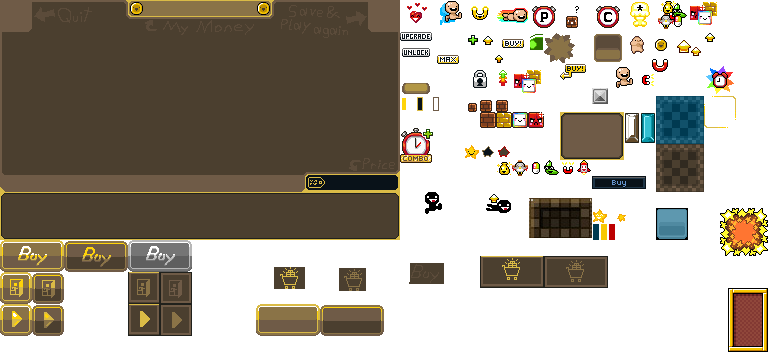 Quit
My Money
Save &
Play again
Price
Buy
Buy
Buy
UPGRADE
UNLOCK
MAX
BUY!
BUY!
P
C
?
COMBO
Buy
Buy